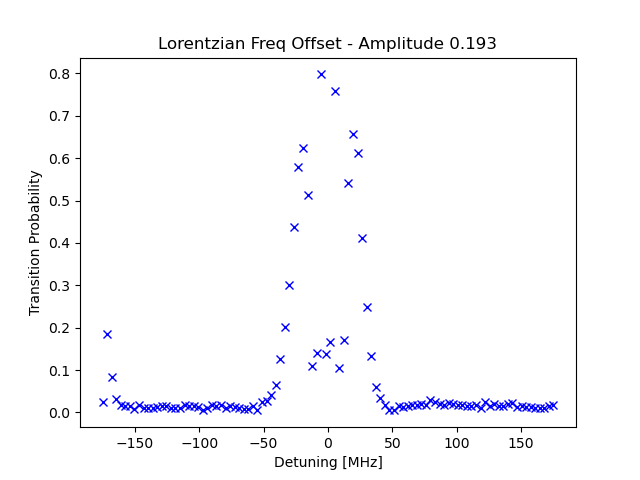 Lorentzian Freq Offset - Amplitude 0.193
Transition Probability
0.8
0.7
0.6
0.5
0.4
0.3
0.2
0.1
0.0
−150 −100 −50 0 50 100 150
Detuning [MHz]